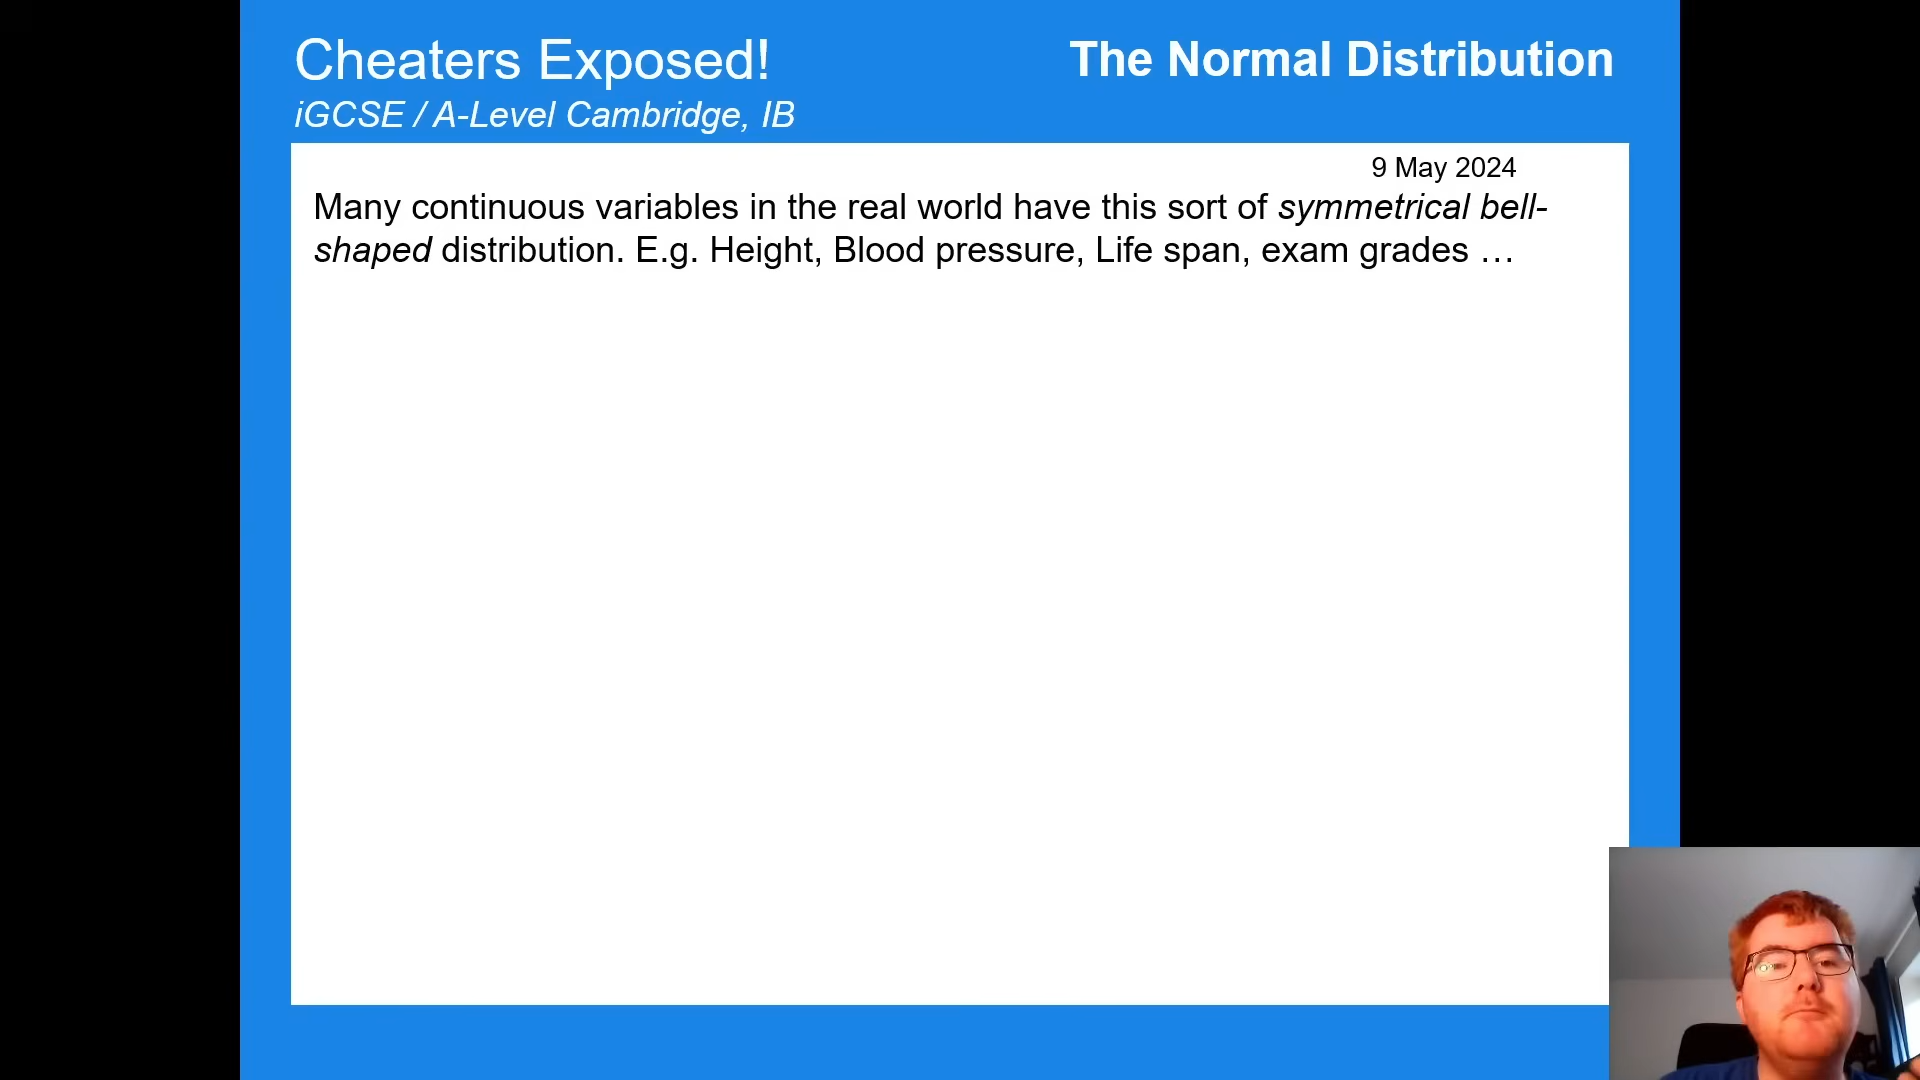 Cheaters Exposed!
The Normal Distribution
iGCSE / A-Level Cambridge, IB
9 May 2024
Many continuous variables in the real world have this sort of symmetrical bell-
shaped distribution. E.g. Height, Blood pressure, Life span, exam grades …